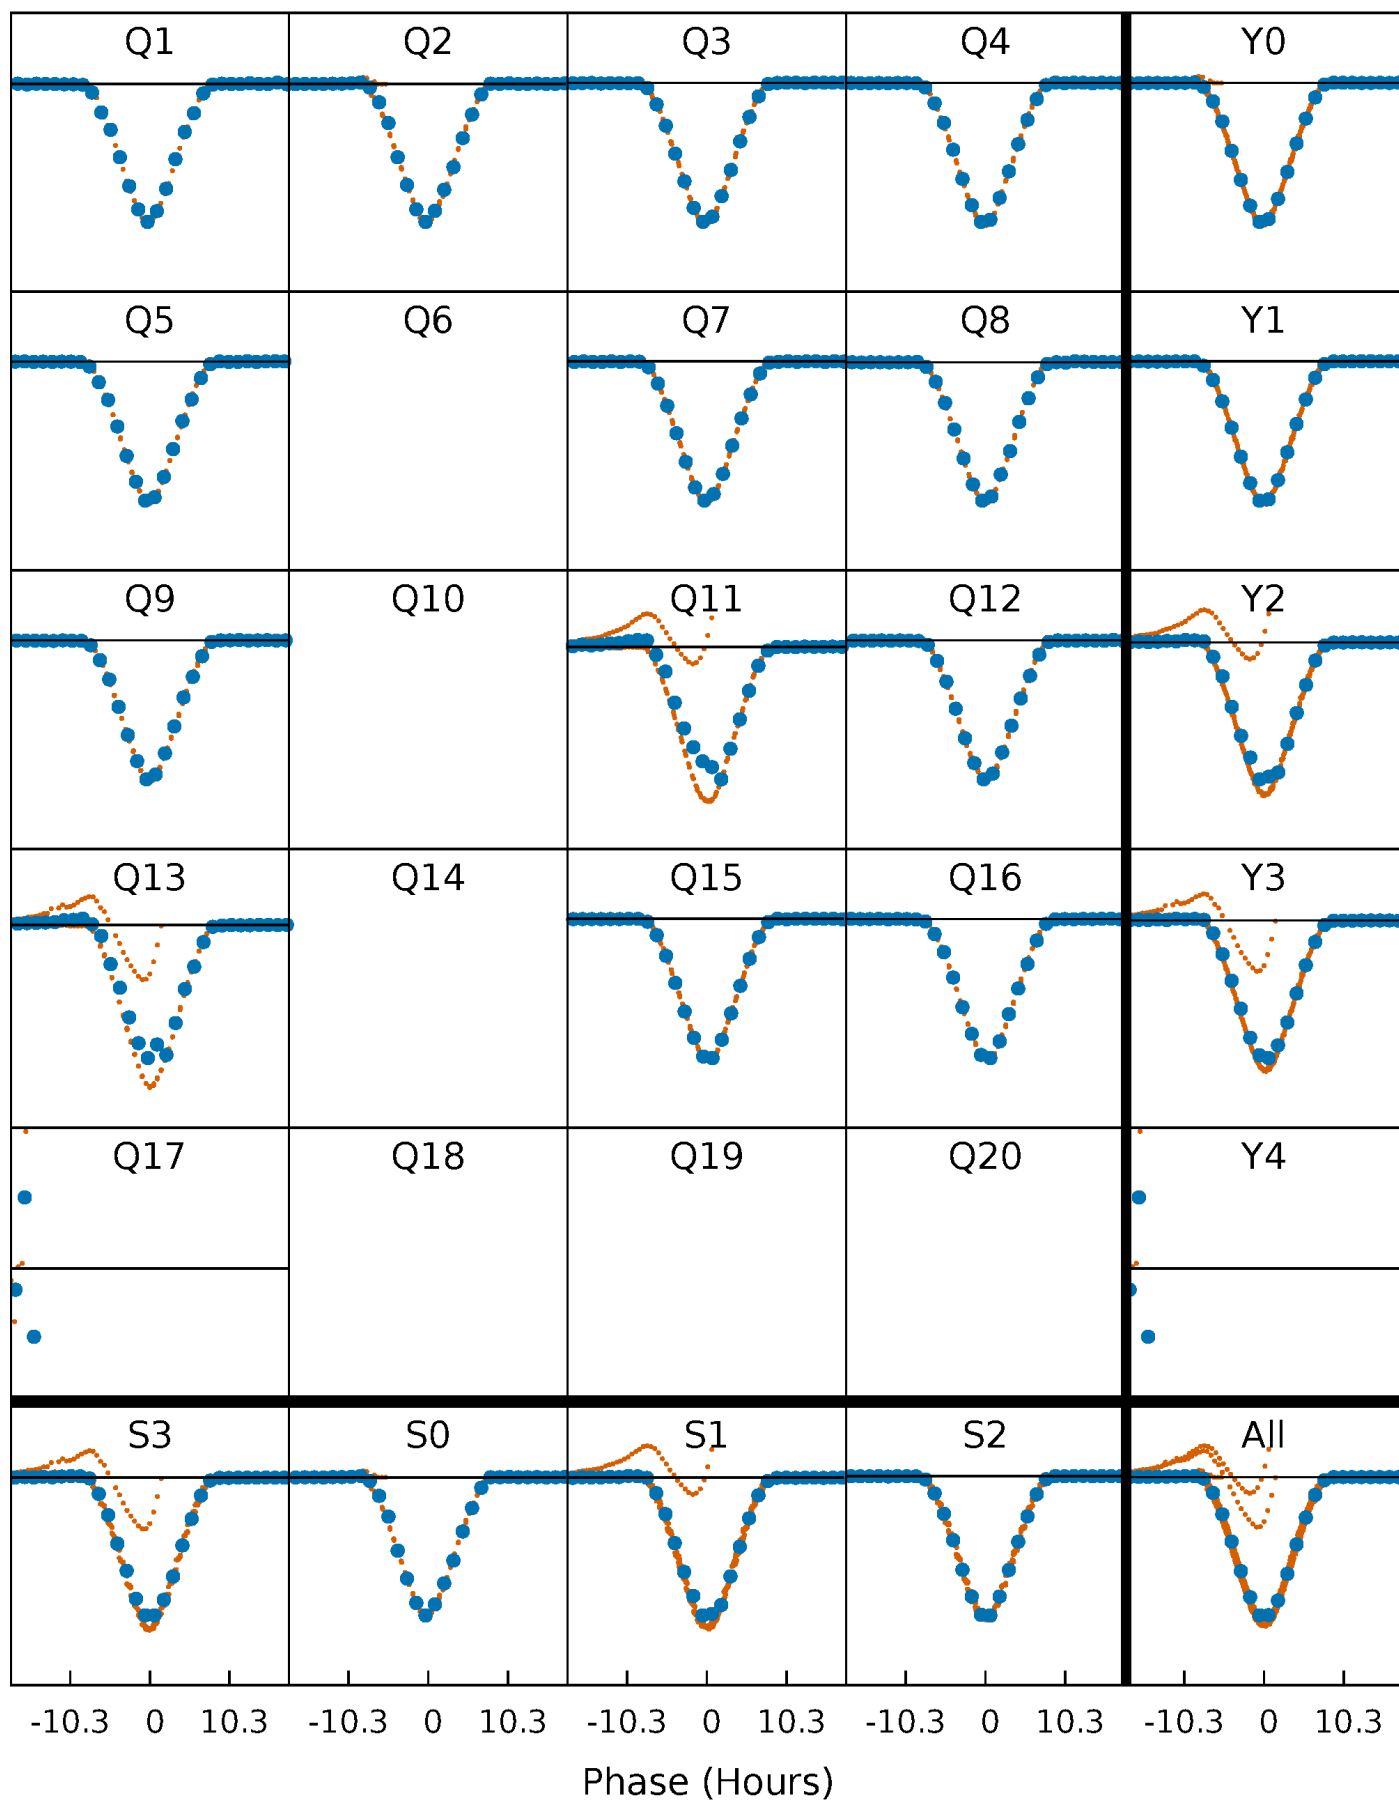 Q1 Q2 Q3 Q4 Y0
Q5 Q6 Q7 Q8 Y1
Q9 Q10 Q11 Q12 Y2
Q13 Q14 Q15 Q16 Y3
Q17 Q18 Q19 Q20 Y4
S3 S0 S1 S2 All
-10.3 0 10.3 -10.3 0 10.3 -10.3 0 10.3 -10.3 0 10.3 -10.3 0 10.3
Phase (Hours)